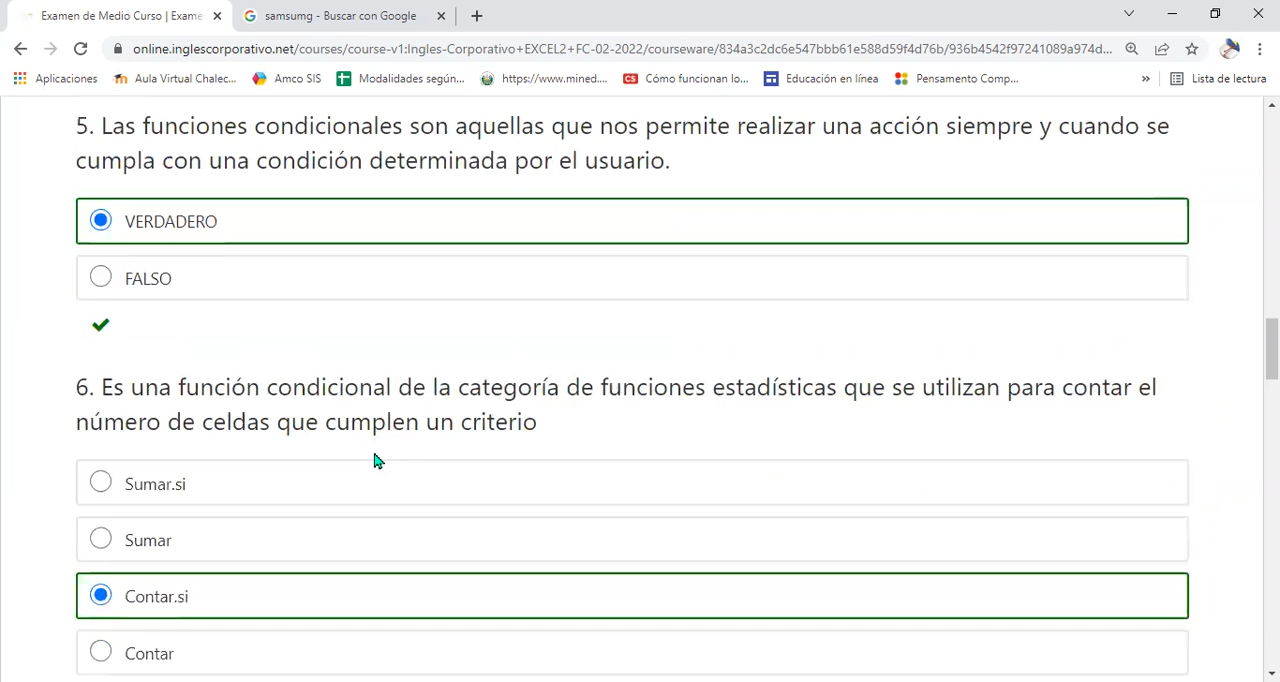 Examen de Medio Curso | Exame
samsumg - Buscar con Google
online.inglescorporativo.net/courses/course-v1:Ingles-Corporativo+EXCEL2+FC-02-2022/courseware/834a3c2dc6e547bbb61e588d59f4d76b/936b4542f97241089a974d...
Aplicaciones
Aula Virtual Chalec...
Amco SIS
Modalidades según,...
https://www.mined....
CS Cómo funcionan lo...
Educación en línea
Pensamento Comp...
»
Lista de lectura
5. Las funciones condicionales son aquellas que nos permite realizar una acción siempre y cuando se
cumpla con una condición determinada por el usuario.
VERDADERO
FALSO
6. Es una función condicional de la categoría de funciones estadísticas que se utilizan para contar el
número de celdas que cumplen un criterio
Sumar.si
Sumar
Contar.si
Contar